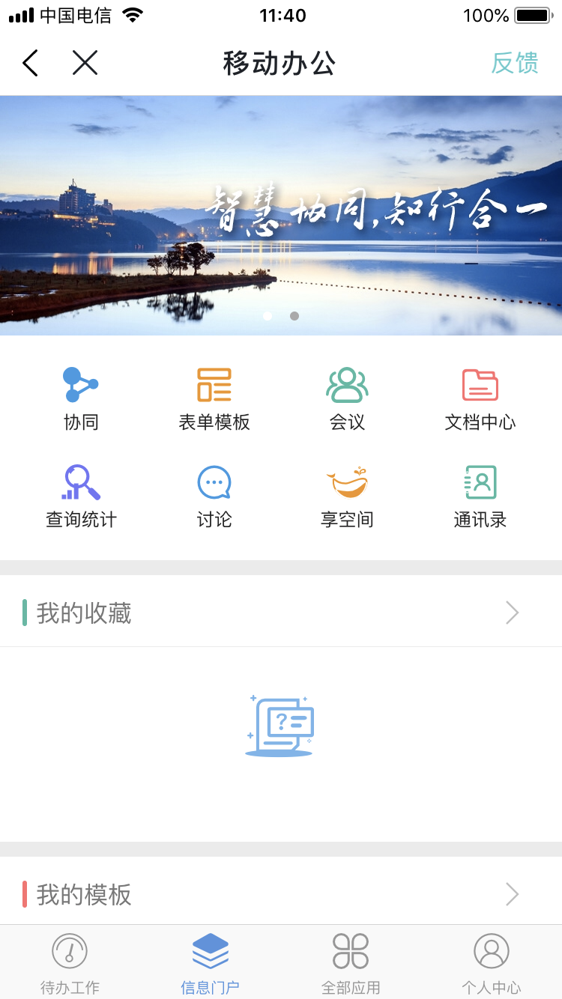 中国电信 11:40 100%
移动办公 反馈
智慧协同,知行合一
协同 表单模板 会议 文档中心
查询统计 讨论 享空间 通讯录
我的收藏
?
我的模板
待办工作 信息门户 全部应用 个人中心